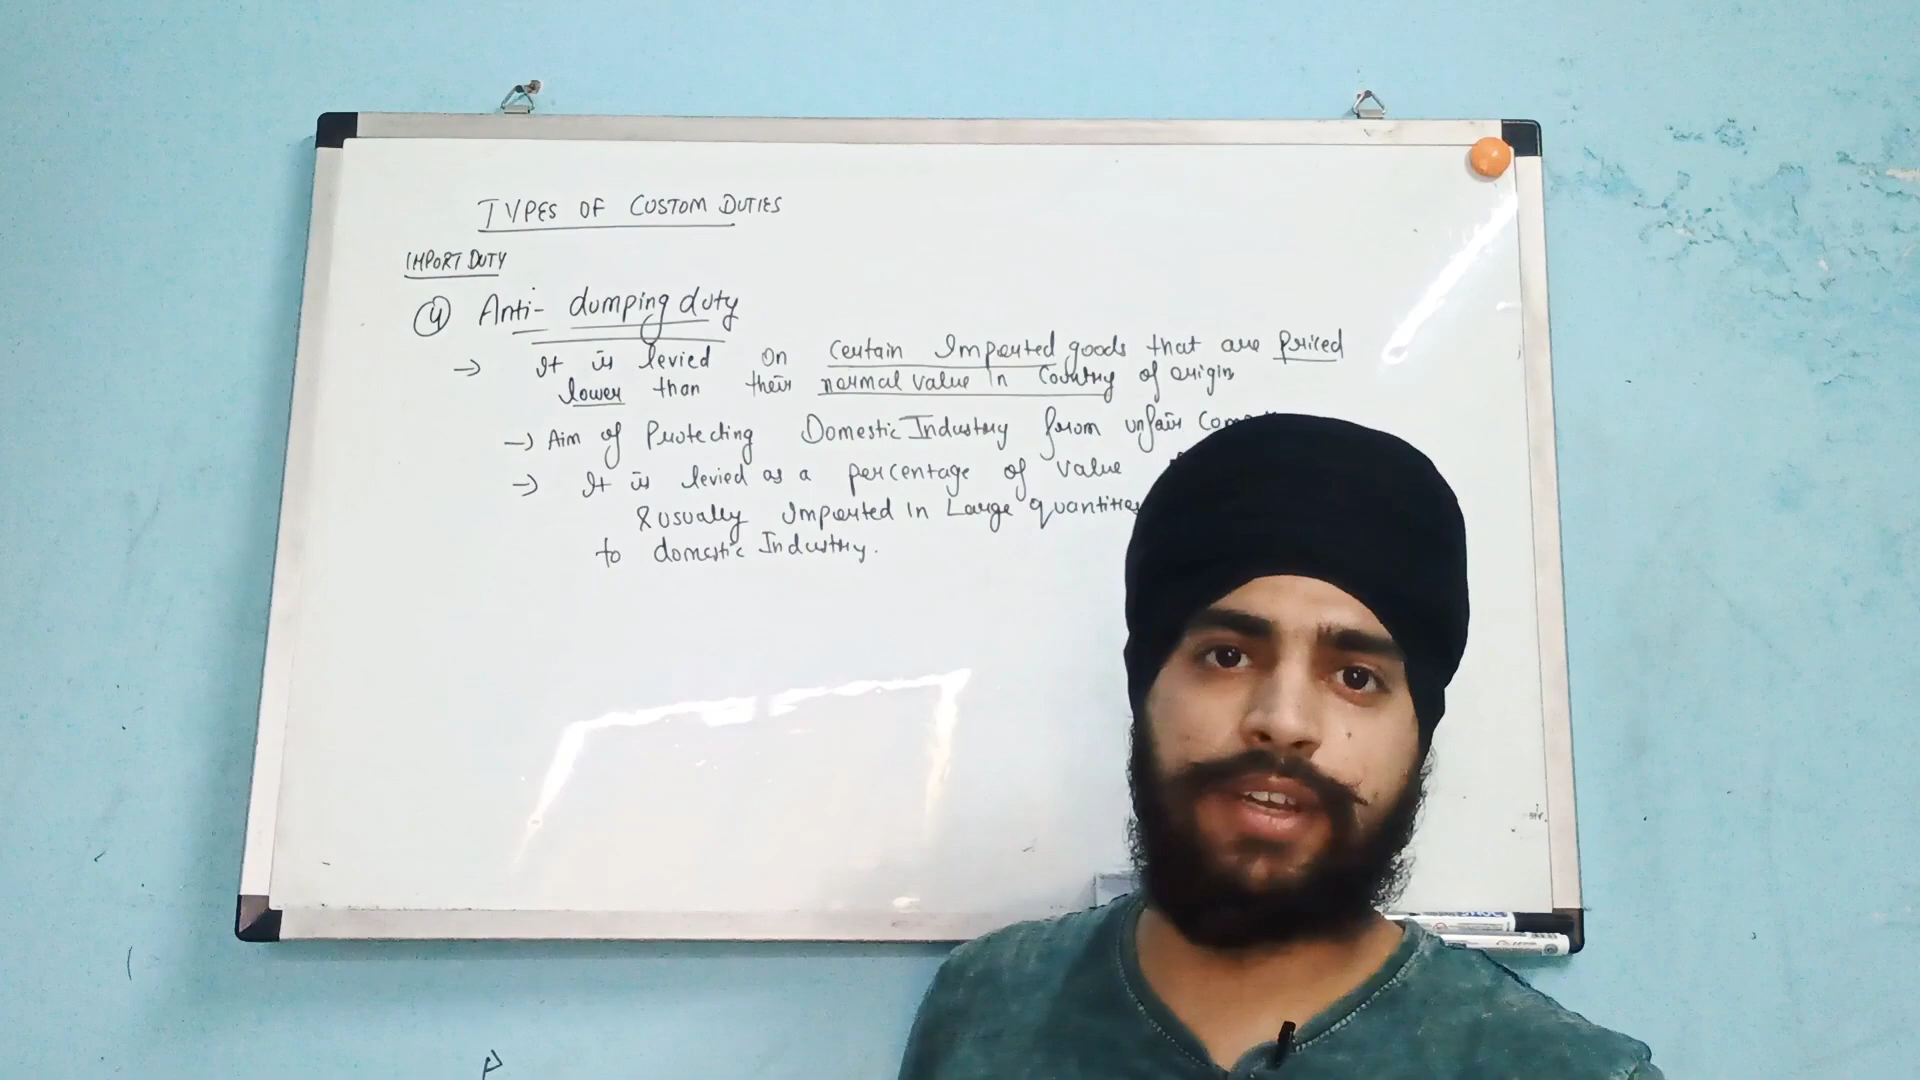 TYPES OF CUSTOM DUTIES
IMPORT DUTY
④ Anti- dumping duty
→ It is levied on certain Imported goods that are priced
lower than their normal value in Country of origin
→ Aim of Protecting Domestic Industry from unfair
→ It is levied as a percentage of value
& usually Imported in Large quantities
to domestic Industry.